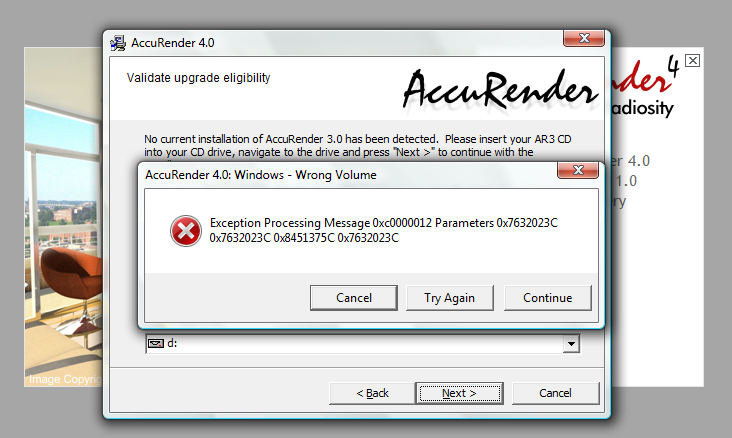 AccuRender 4.0
Validate upgrade eligibility
AccuRender
No current installation of AccuRender 3.0 has been detected. Please insert your AR3 CD
into your CD drive, navigate to the drive and press "Next >" to continue with the
AccuRender 4.0: Windows - Wrong Volume
Exception Processing Message 0xc0000012 Parameters 0x7632023C
0x7632023C 0x8451375C 0x7632023C
Cancel
Try Again
Continue
d:
< Back
Next >
Cancel
nder 4
adiosity
er 4.0
1.0
ry
Image Copyrig